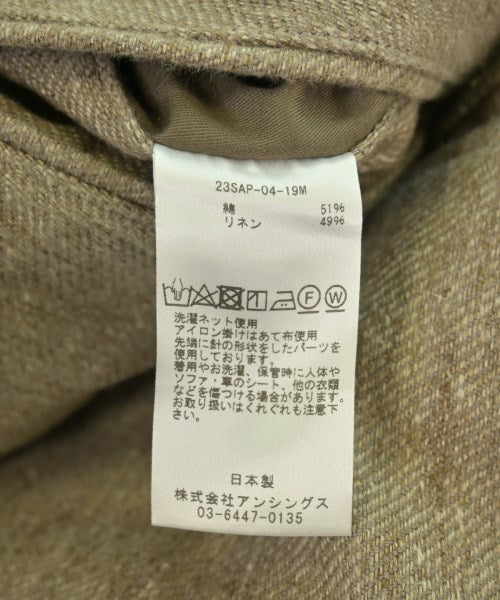 23SAP-04-19M
綿 51%
リネン 49%
F W
洗濯ネット使用
アイロン掛けはあて布使用
先端に針の形状をしたパーツを
使用しております。
着用やお洗濯、保管時に人体や
ソファ・車のシート、他の衣類
などを傷つける場合があります。
お取り扱いはくれぐれも注意下
さい。
日本製
株式会社アンシングス
03-6447-0135